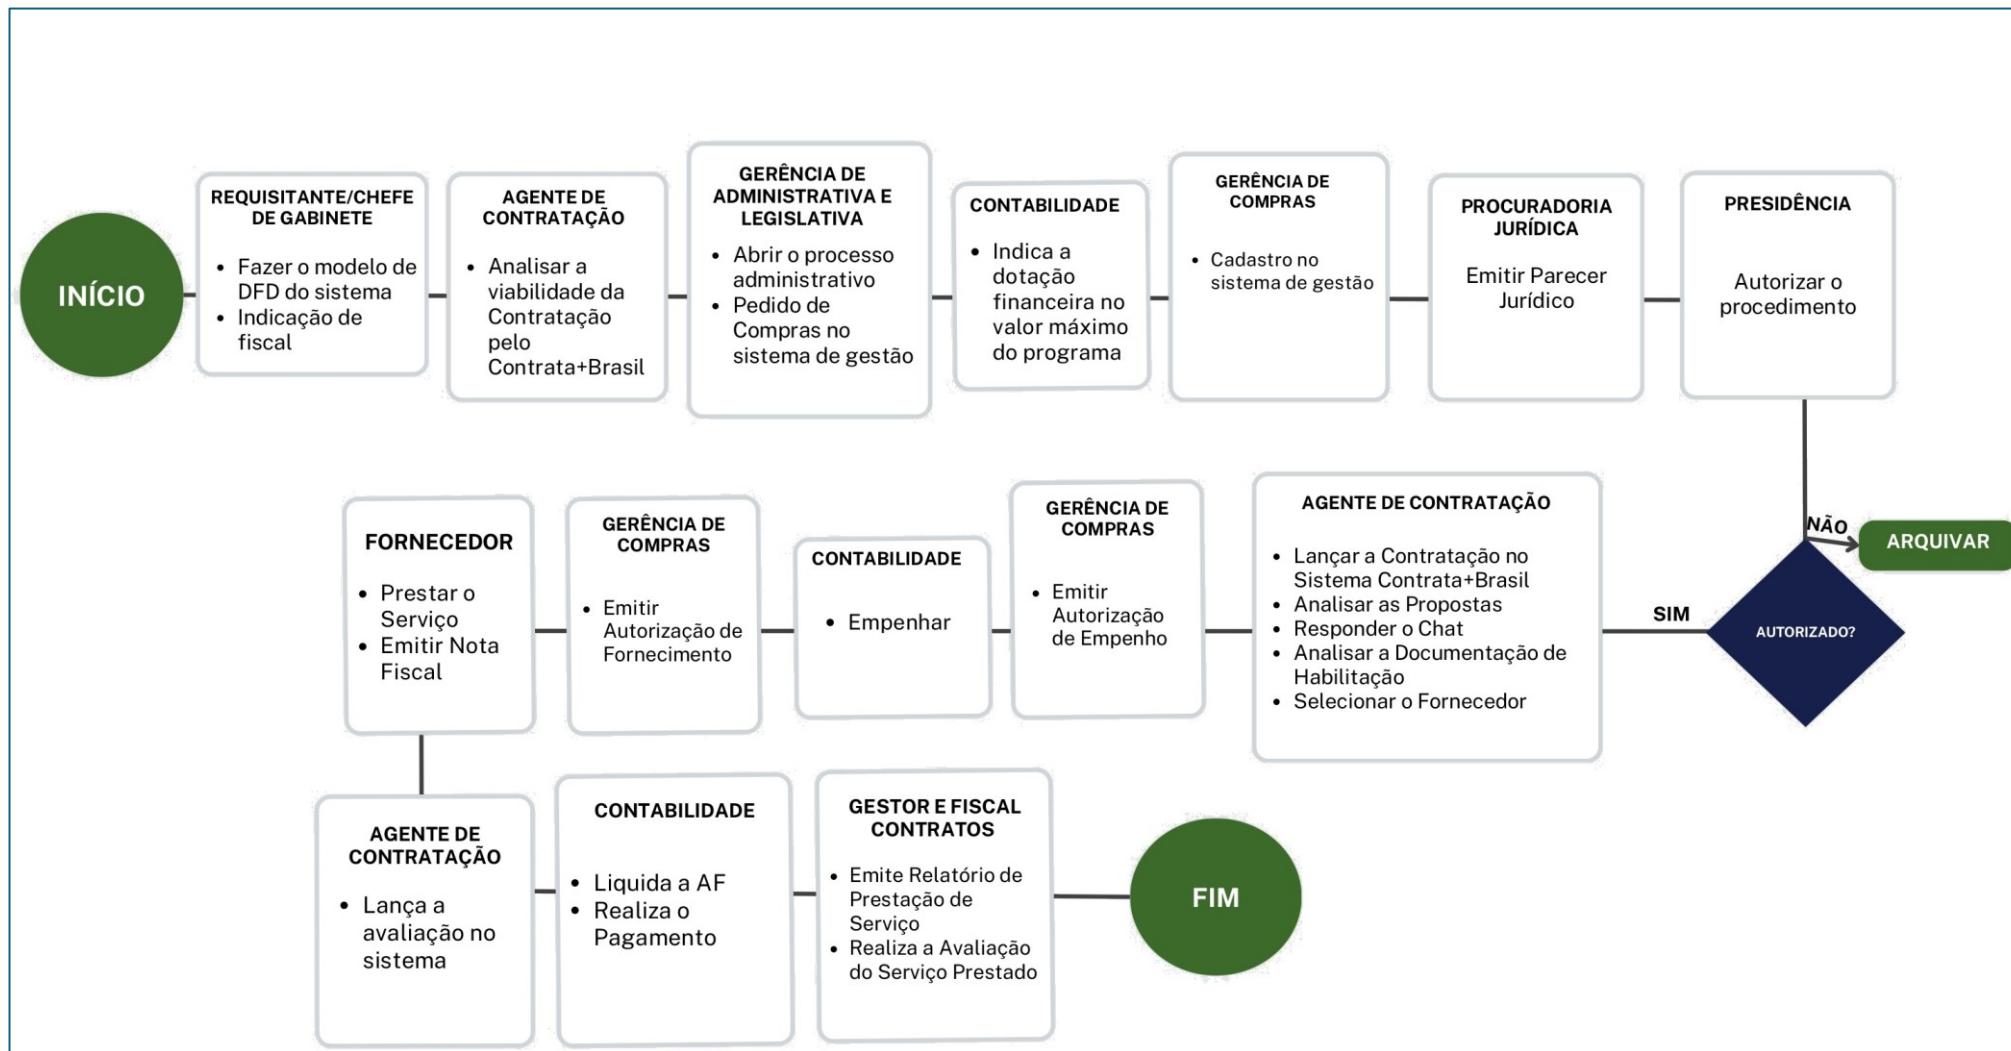 INÍCIO
REQUISITANTE/CHEFE
DE GABINETE
• Fazer o modelo de
DFD do sistema
• Indicação de
fiscal
AGENTE DE
CONTRATAÇÃO
• Analisar a
viabilidade da
Contratação
pelo
Contrata+Brasil
GERÊNCIA DE
ADMINISTRATIVA E
LEGISLATIVA
• Abrir o processo
administrativo
• Pedido de
Compras no
sistema de gestão
CONTABILIDADE
• Indica a
dotação
financeira no
valor máximo
do programa
GERÊNCIA DE
COMPRAS
• Cadastro no
sistema de gestão
PROCURADORIA
JURÍDICA
Emitir Parecer
Jurídico
PRESIDÊNCIA
Autorizar o
procedimento
AUTORIZADO?
NÃO
ARQUIVAR
SIM
AGENTE DE CONTRATAÇÃO
• Lançar a Contratação no
Sistema Contrata+Brasil
• Analisar as Propostas
• Responder o Chat
• Analisar a Documentação de
Habilitação
• Selecionar o Fornecedor
GERÊNCIA DE
COMPRAS
• Emitir
Autorização
de Empenho
CONTABILIDADE
• Empenhar
GERÊNCIA DE
COMPRAS
• Emitir
Autorização de
Fornecimento
FORNECEDOR
• Prestar o
Serviço
• Emitir Nota
Fiscal
AGENTE DE
CONTRATAÇÃO
• Lança a
avaliação no
sistema
CONTABILIDADE
• Liquida a AF
• Realiza o
Pagamento
GESTOR E FISCAL
CONTRATOS
• Emite Relatório de
Prestação de
Serviço
• Realiza a Avaliação
do Serviço Prestado
FIM